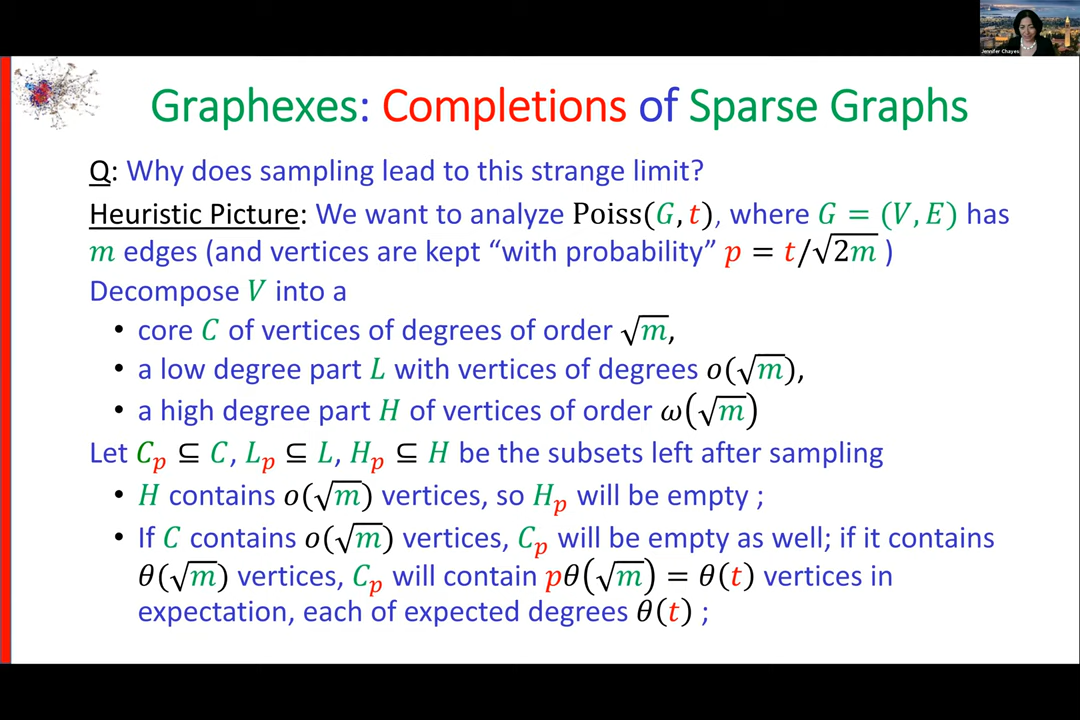 Jennifer Chayes
Graphexes: Completions of Sparse Graphs
Q: Why does sampling lead to this strange limit?
Heuristic Picture: We want to analyze Poiss(G, t), where G = (V, E) has
m edges (and vertices are kept “with probability” p = t/√2m )
Decompose V into a
• core C of vertices of degrees of order √m,
• a low degree part L with vertices of degrees o(√m),
• a high degree part H of vertices of order ω(√m)
Let Cₚ ⊆ C, Lₚ ⊆ L, Hₚ ⊆ H be the subsets left after sampling
• H contains o(√m) vertices, so Hₚ will be empty ;
• If C contains o(√m) vertices, Cₚ will be empty as well; if it contains
θ(√m) vertices, Cₚ will contain pθ(√m) = θ(t) vertices in
expectation, each of expected degrees θ(t) ;